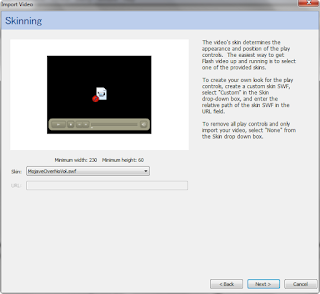 Import Video
Skinning
The video's skin determines the
appearance and position of the play
controls. The easiest way to get
Flash video up and running is to select
one of the provided skins.
To create your own look for the play
controls, create a custom skin SWF,
select "Custom" in the Skin
drop-down box, and enter the
relative path of the skin SWF in the
URL field.
To remove all play controls and only
import your video, select "None" from
the Skin drop down box.
Minimum width: 230 Minimum height: 60
Skin: MojaveOverNoVol.swf
URL:
< Back Next > Cancel